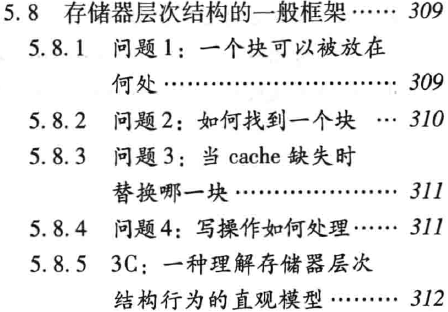 5.8 存储器层次结构的一般框架…… 309
5.8.1 问题1：一个块可以被放在
何处………………………… 309
5.8.2 问题2：如何找到一个块 … 310
5.8.3 问题3：当 cache 缺失时
替换哪一块………………… 311
5.8.4 问题4：写操作如何处理…… 311
5.8.5 3C：一种理解存储器层次
结构行为的直观模型……… 312